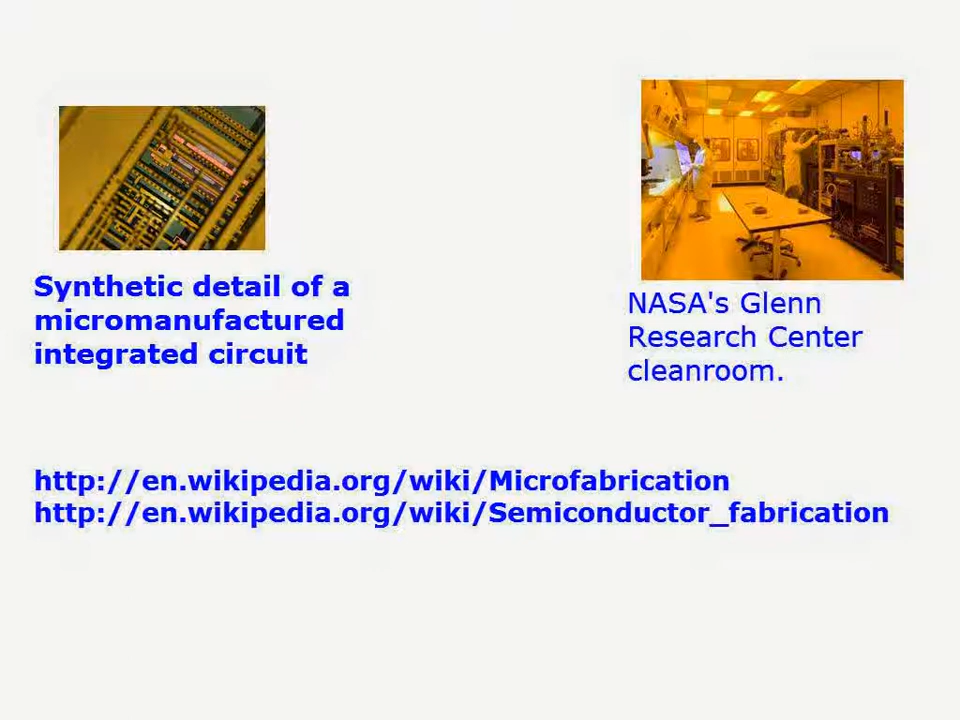 Synthetic detail of a
micromanufactured
integrated circuit
NASA's Glenn
Research Center
cleanroom.
http://en.wikipedia.org/wiki/Microfabrication
http://en.wikipedia.org/wiki/Semiconductor_fabrication